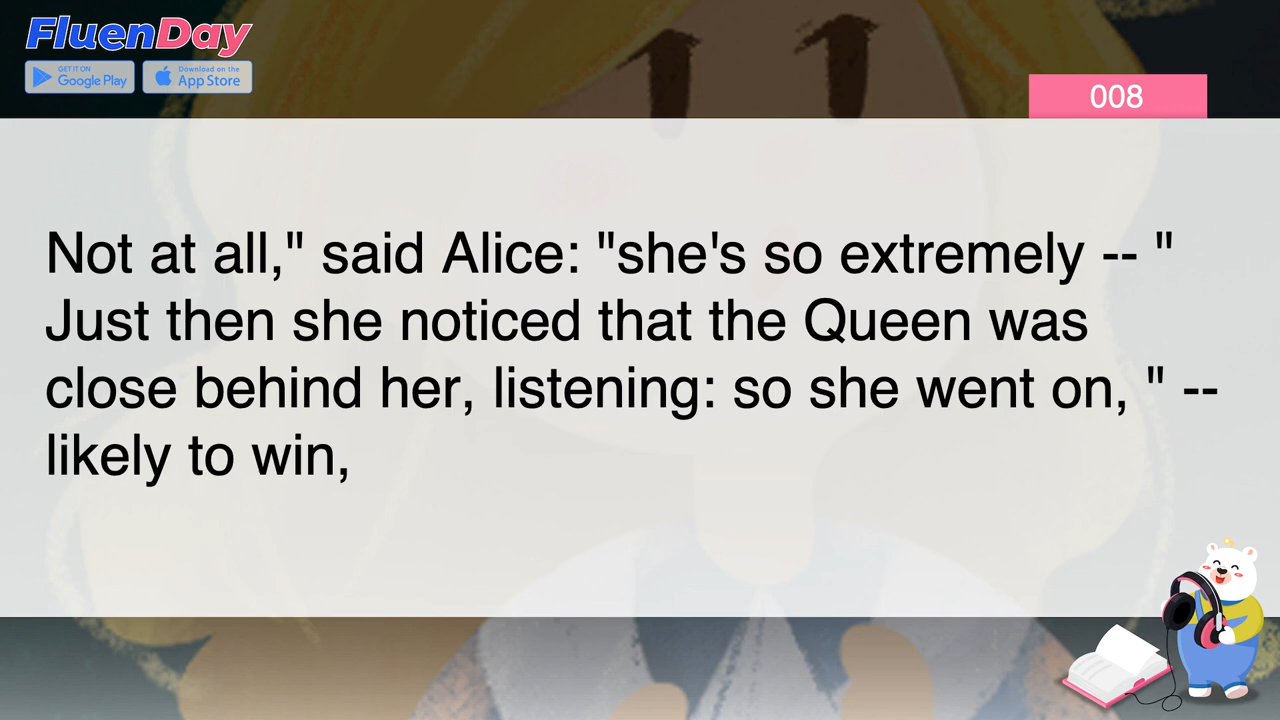 FluenDay
GET IT ON
Google Play
Download on the
App Store
008
Not at all," said Alice: "she's so extremely -- "
Just then she noticed that the Queen was
close behind her, listening: so she went on, " --
likely to win,